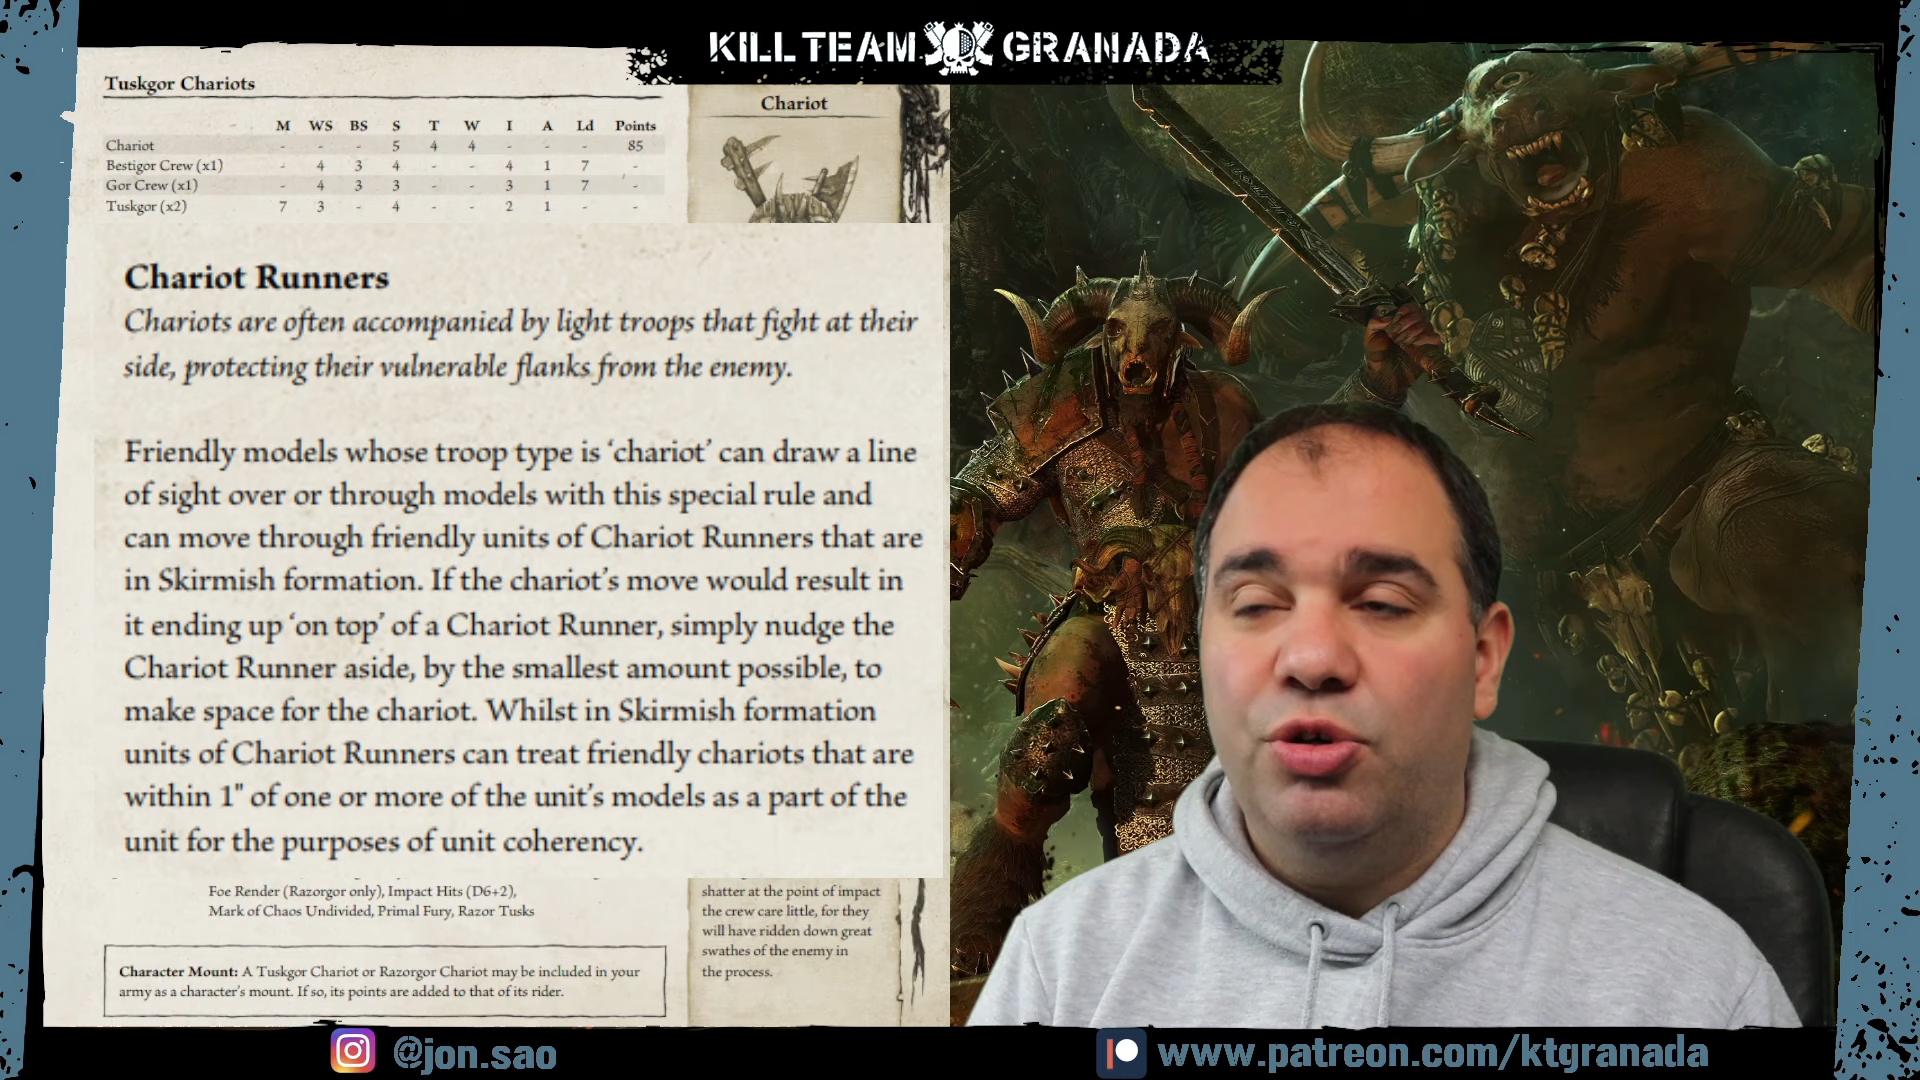 KILL TEAM GRANADA
Tuskgor Chariots
M WS BS S T W I A Ld Points
Chariot - - - 5 4 4 - - - 85
Bestigor Crew (x1) - 4 3 4 - - 4 1 7 -
Gor Crew (x1) - 4 3 3 - - 3 1 7 -
Tuskgor (x2) 7 3 - 4 - - 2 1 - -
Chariot
Chariot Runners
Chariots are often accompanied by light troops that fight at their
side, protecting their vulnerable flanks from the enemy.
Friendly models whose troop type is ‘chariot’ can draw a line
of sight over or through models with this special rule and
can move through friendly units of Chariot Runners that are
in Skirmish formation. If the chariot’s move would result in
it ending up ‘on top’ of a Chariot Runner, simply nudge the
Chariot Runner aside, by the smallest amount possible, to
make space for the chariot. Whilst in Skirmish formation
units of Chariot Runners can treat friendly chariots that are
within 1" of one or more of the unit’s models as a part of the
unit for the purposes of unit coherency.
Foe Render (Razorgor only), Impact Hits (D6+2),
Mark of Chaos Undivided, Primal Fury, Razor Tusks
Character Mount: A Tuskgor Chariot or Razorgor Chariot may be included in your
army as a character’s mount. If so, its points are added to that of its rider.
shatter at the point of impact
the crew care little, for they
will have ridden down great
swathes of the enemy in
the process.
@jon.sao
www.patreon.com/ktgranada